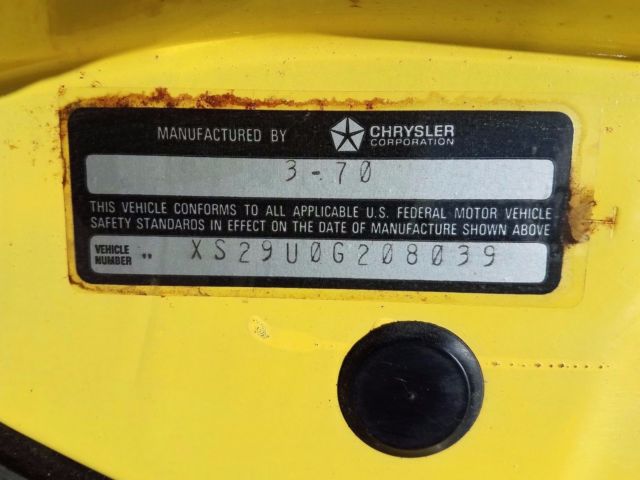 MANUFACTURED BY CHRYSLER CORPORATION
3-70
THIS VEHICLE CONFORMS TO ALL APPLICABLE U.S. FEDERAL MOTOR VEHICLE
SAFETY STANDARDS IN EFFECT ON THE DATE OF MANUFACTURE SHOWN ABOVE
VEHICLE NUMBER " XS29U0G208039